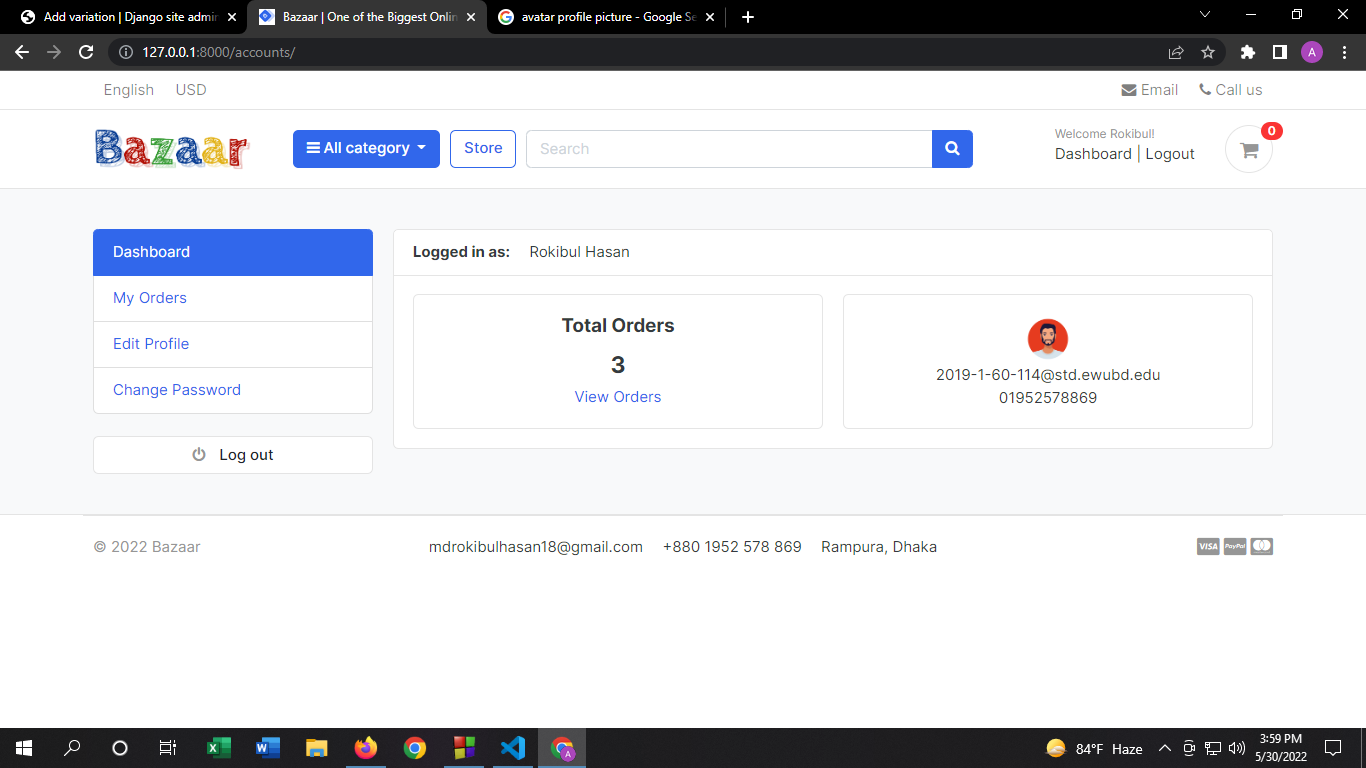 Add variation | Django site admin
Bazaar | One of the Biggest Onlin
avatar profile picture - Google Se
127.0.0.1:8000/accounts/
A
English USD
Email Call us
Bazaar
All category
Store
Search
Welcome Rokibul!
Dashboard | Logout
0
Dashboard
My Orders
Edit Profile
Change Password
Log out
Logged in as: Rokibul Hasan
Total Orders
3
View Orders
2019-1-60-114@std.ewubd.edu
01952578869
© 2022 Bazaar
mdrokibulhasan18@gmail.com +880 1952 578 869 Rampura, Dhaka
VISA PayPal
84°F Haze
3:59 PM
5/30/2022